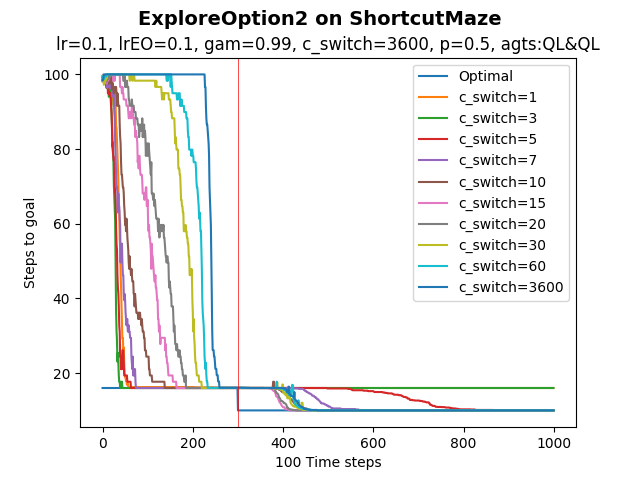 ExploreOption2 on ShortcutMaze
lr=0.1, lrEO=0.1, gam=0.99, c_switch=3600, p=0.5, agts:QL&QL
Steps to goal
100
80
60
40
20
Optimal
c_switch=1
c_switch=3
c_switch=5
c_switch=7
c_switch=10
c_switch=15
c_switch=20
c_switch=30
c_switch=60
c_switch=3600
0 200 400 600 800 1000
100 Time steps